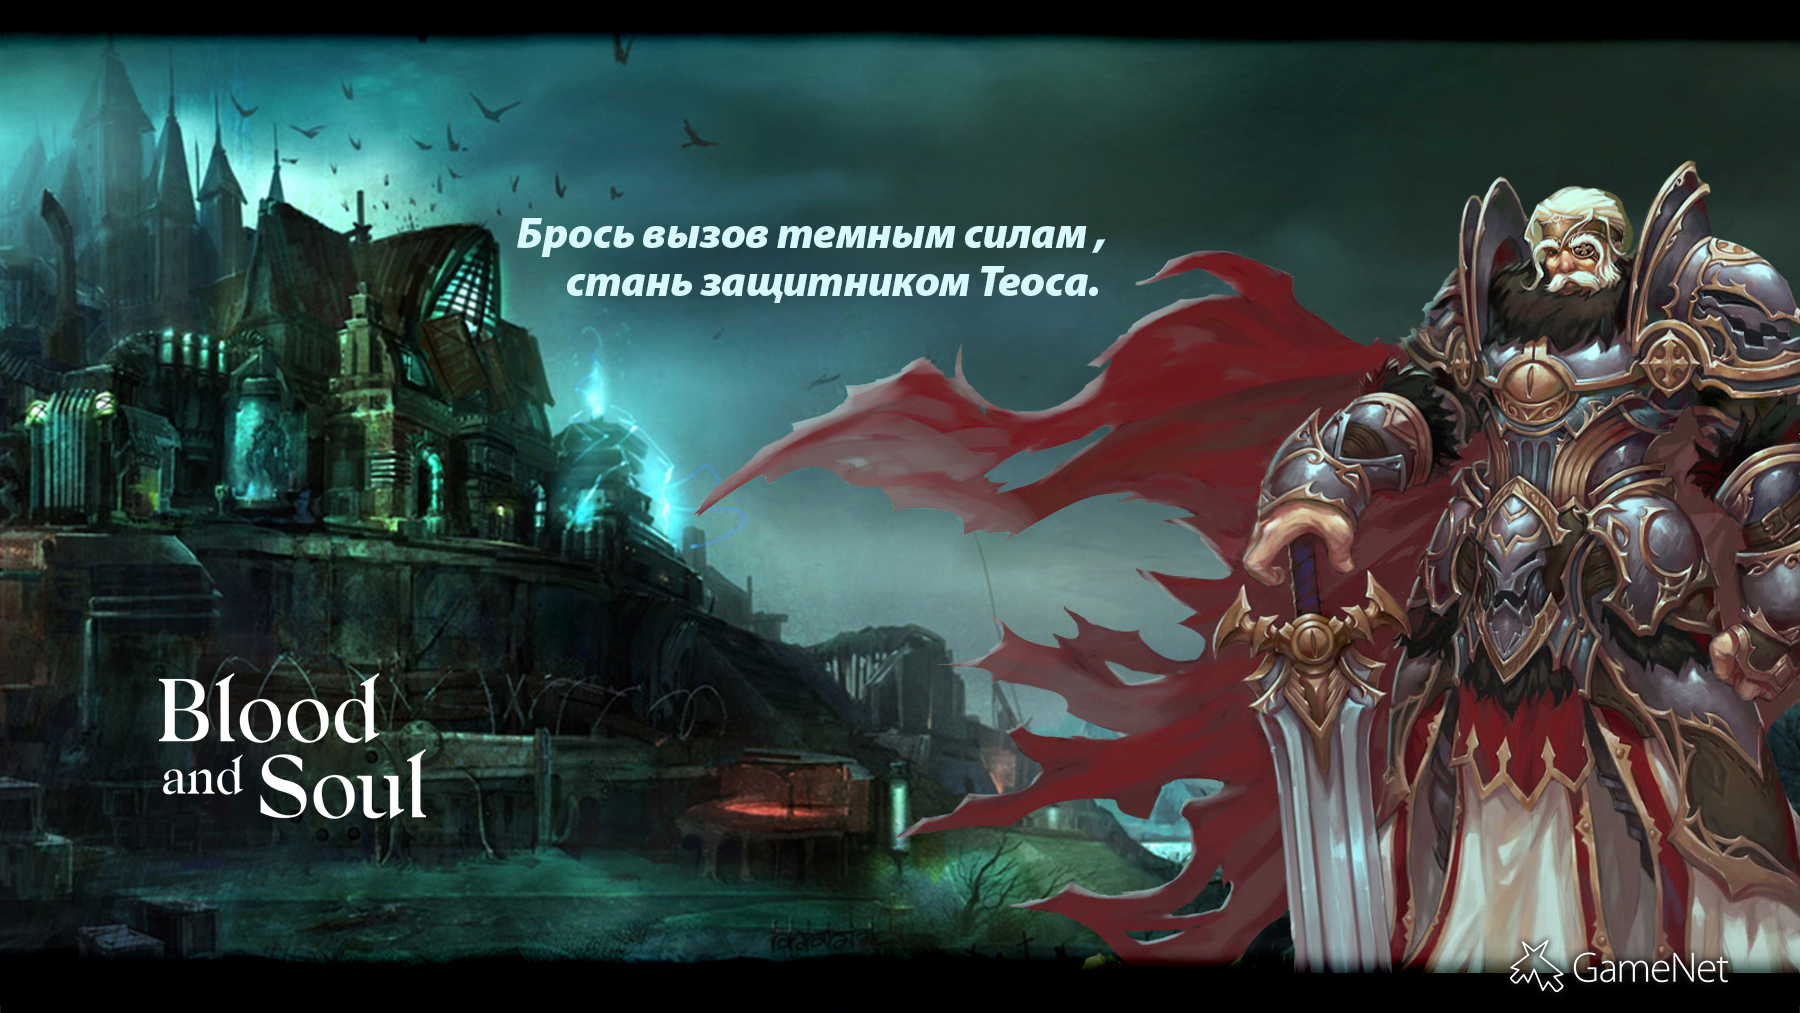 Брось вызов темным силам ,
стань защитником Теоса.
Blood
and Soul
GameNet